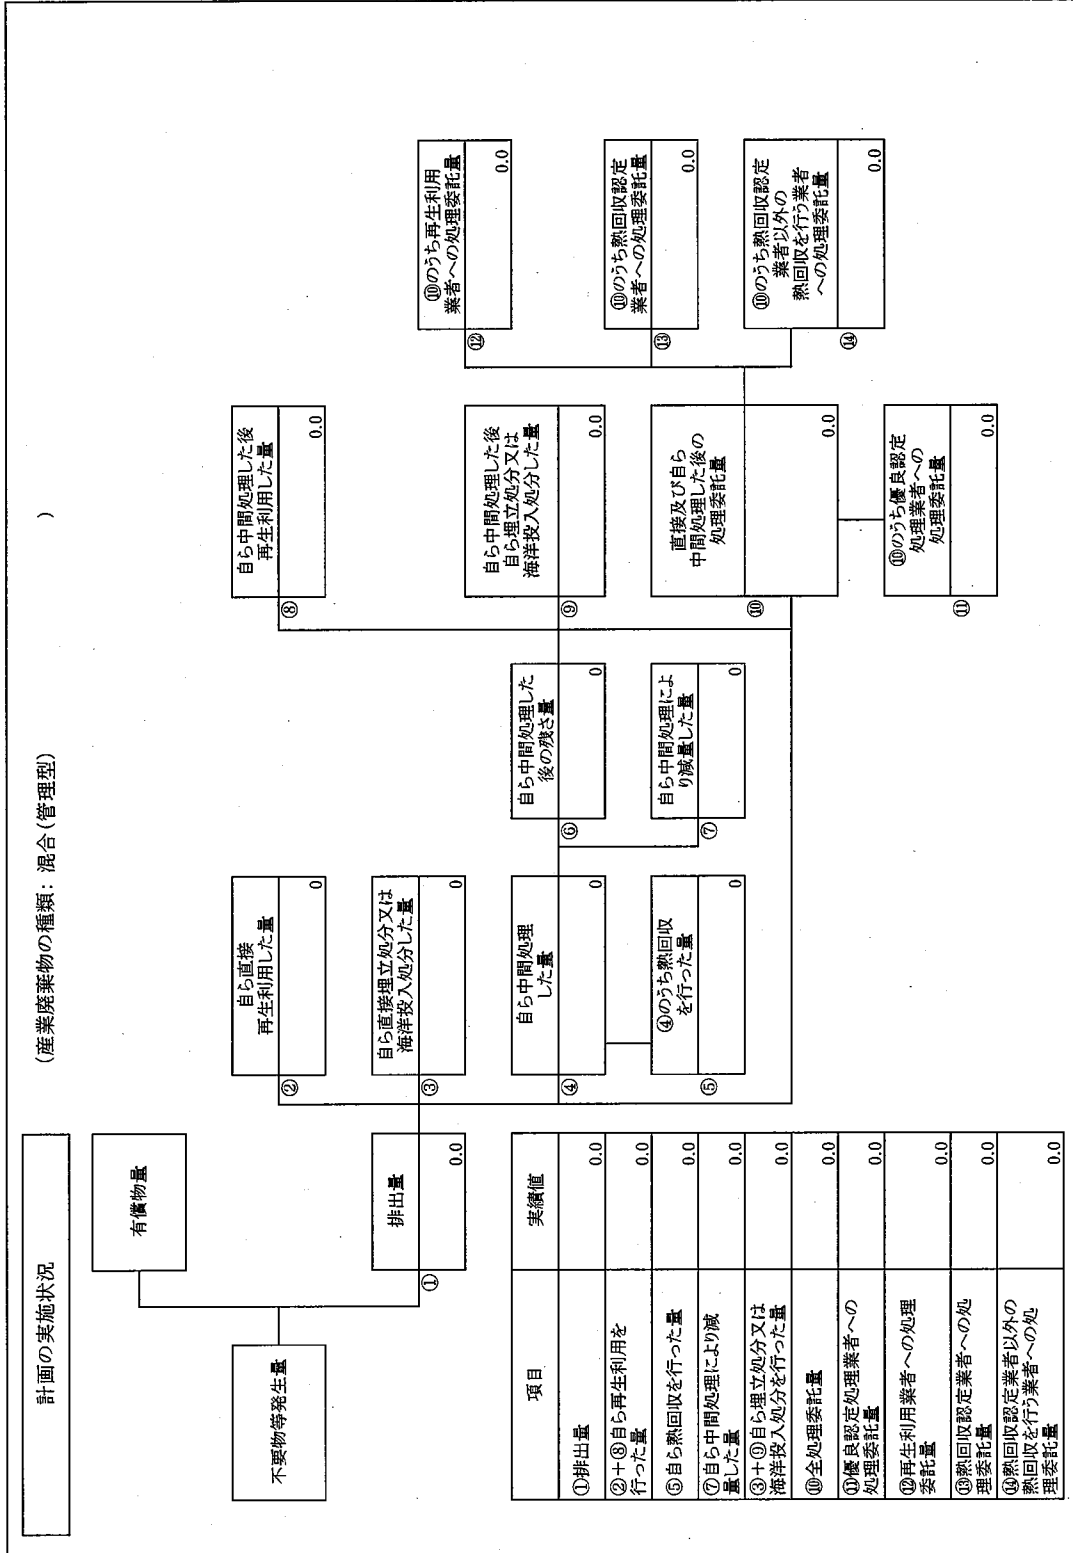 計画の実施状況
(産業廃棄物の種類: 混合(管理型)
)
不要物等発生量
有償物量
排出量
①
0.0
自ら直接
再生利用した量
②
0
自ら直接埋立処分又は
海洋投入処分した量
③
0
自ら中間処理
した量
④
0
④のうち熱回収
を行った量
⑤
0
自ら中間処理した
後の残さ量
⑥
0
自ら中間処理によ
り減量した量
⑦
0
自ら中間処理した後
再生利用した量
⑧
0.0
自ら中間処理した後
自ら埋立処分又は
海洋投入処分した量
⑨
0.0
直接及び自ら
中間処理した後の
処理委託量
⑩
0.0
⑩のうち優良認定
処理業者への
処理委託量
⑪
0.0
⑩のうち再生利用
業者への処理委託量
⑫
0.0
⑩のうち熱回収認定
業者への処理委託量
⑬
0.0
⑩のうち熱回収認定
業者以外の
熱回収を行う業者
への処理委託量
⑭
0.0
項目 実績値
①排出量 0.0
②+⑧自ら再生利用を
行った量 0.0
⑤自ら熱回収を行った量 0.0
⑦自ら中間処理により減
量した量 0.0
③+⑨自ら埋立処分又は
海洋投入処分を行った量 0.0
⑩全処理委託量 0.0
⑪優良認定処理業者への
処理委託量 0.0
⑫再生利用業者への処理
委託量 0.0
⑬熱回収認定業者への処
理委託量 0.0
⑭熱回収認定業者以外の
熱回収を行う業者への処
理委託量 0.0